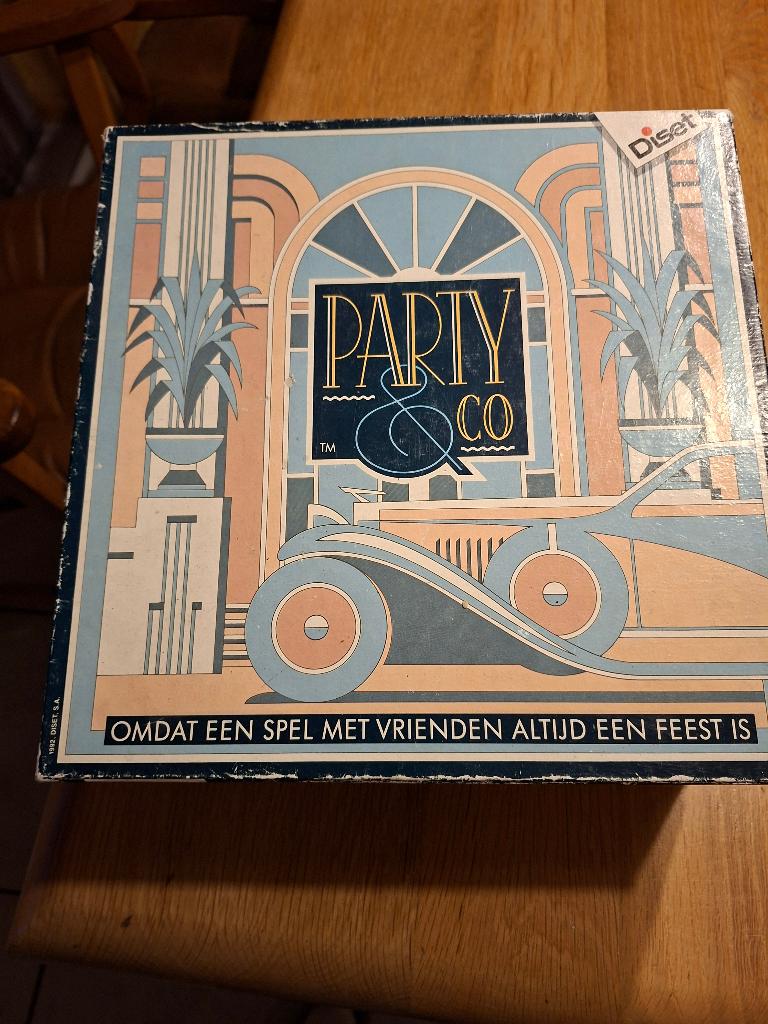 Diset
PARTY
& CO
TM
OMDAT EEN SPEL MET VRIENDEN ALTIJD EEN FEEST IS
1992, DISET, S.A.